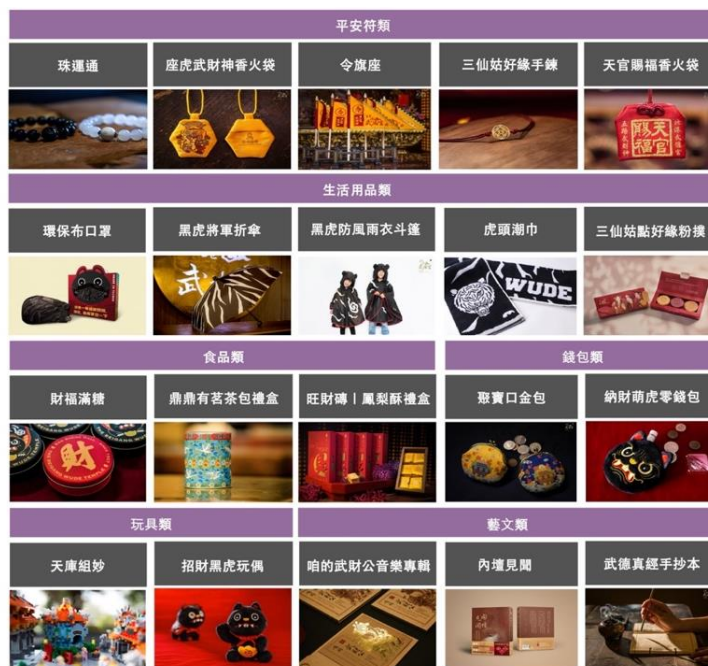 平安符類
珠運通
座虎武財神香火袋
令旗座
三仙姑好緣手鍊
天官賜福香火袋
天官
賜福
生活用品類
環保布口罩
黑虎將軍折傘
黑虎防風雨衣斗篷
虎頭潮巾
三仙姑點好緣粉撲
武
WUDE
食品類
錢包類
財福滿糖
鼎鼎有茗茶包禮盒
旺財磚|鳳梨酥禮盒
聚寶口金包
納財萌虎零錢包
財
玩具類
藝文類
天庫組妙
招財黑虎玩偶
咱的武財公音樂專輯
內壇見聞
武德真經手抄本